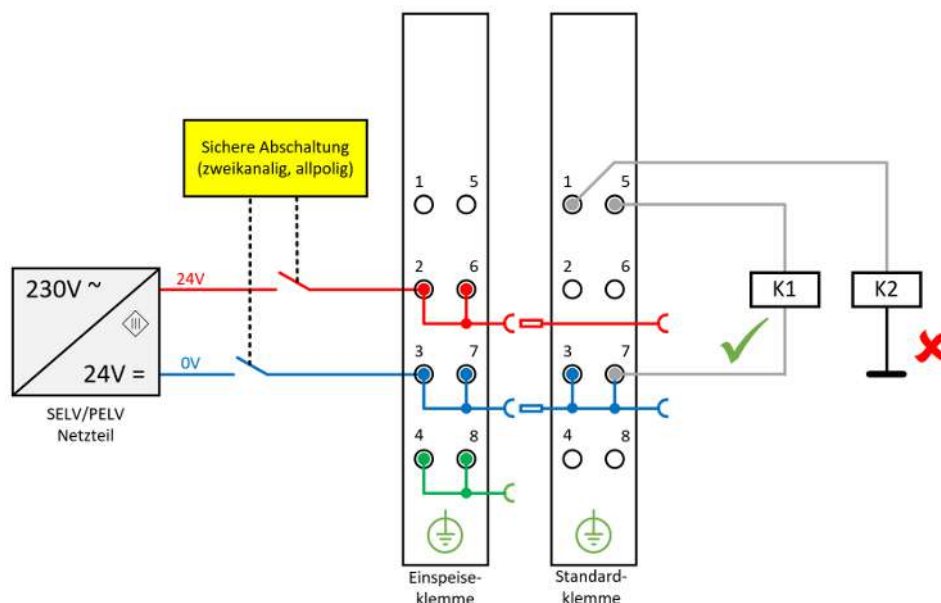 Sichere Abschaltung
(zweikanalig, allpolig)
1 5
1 5
24V
2 6
2 6
230V ~
III
K1
K2
0V
3 7
3 7
24V =
SELV/PELV
Netzteil
4 8
4 8
Einspeise-
klemme
Standard-
klemme